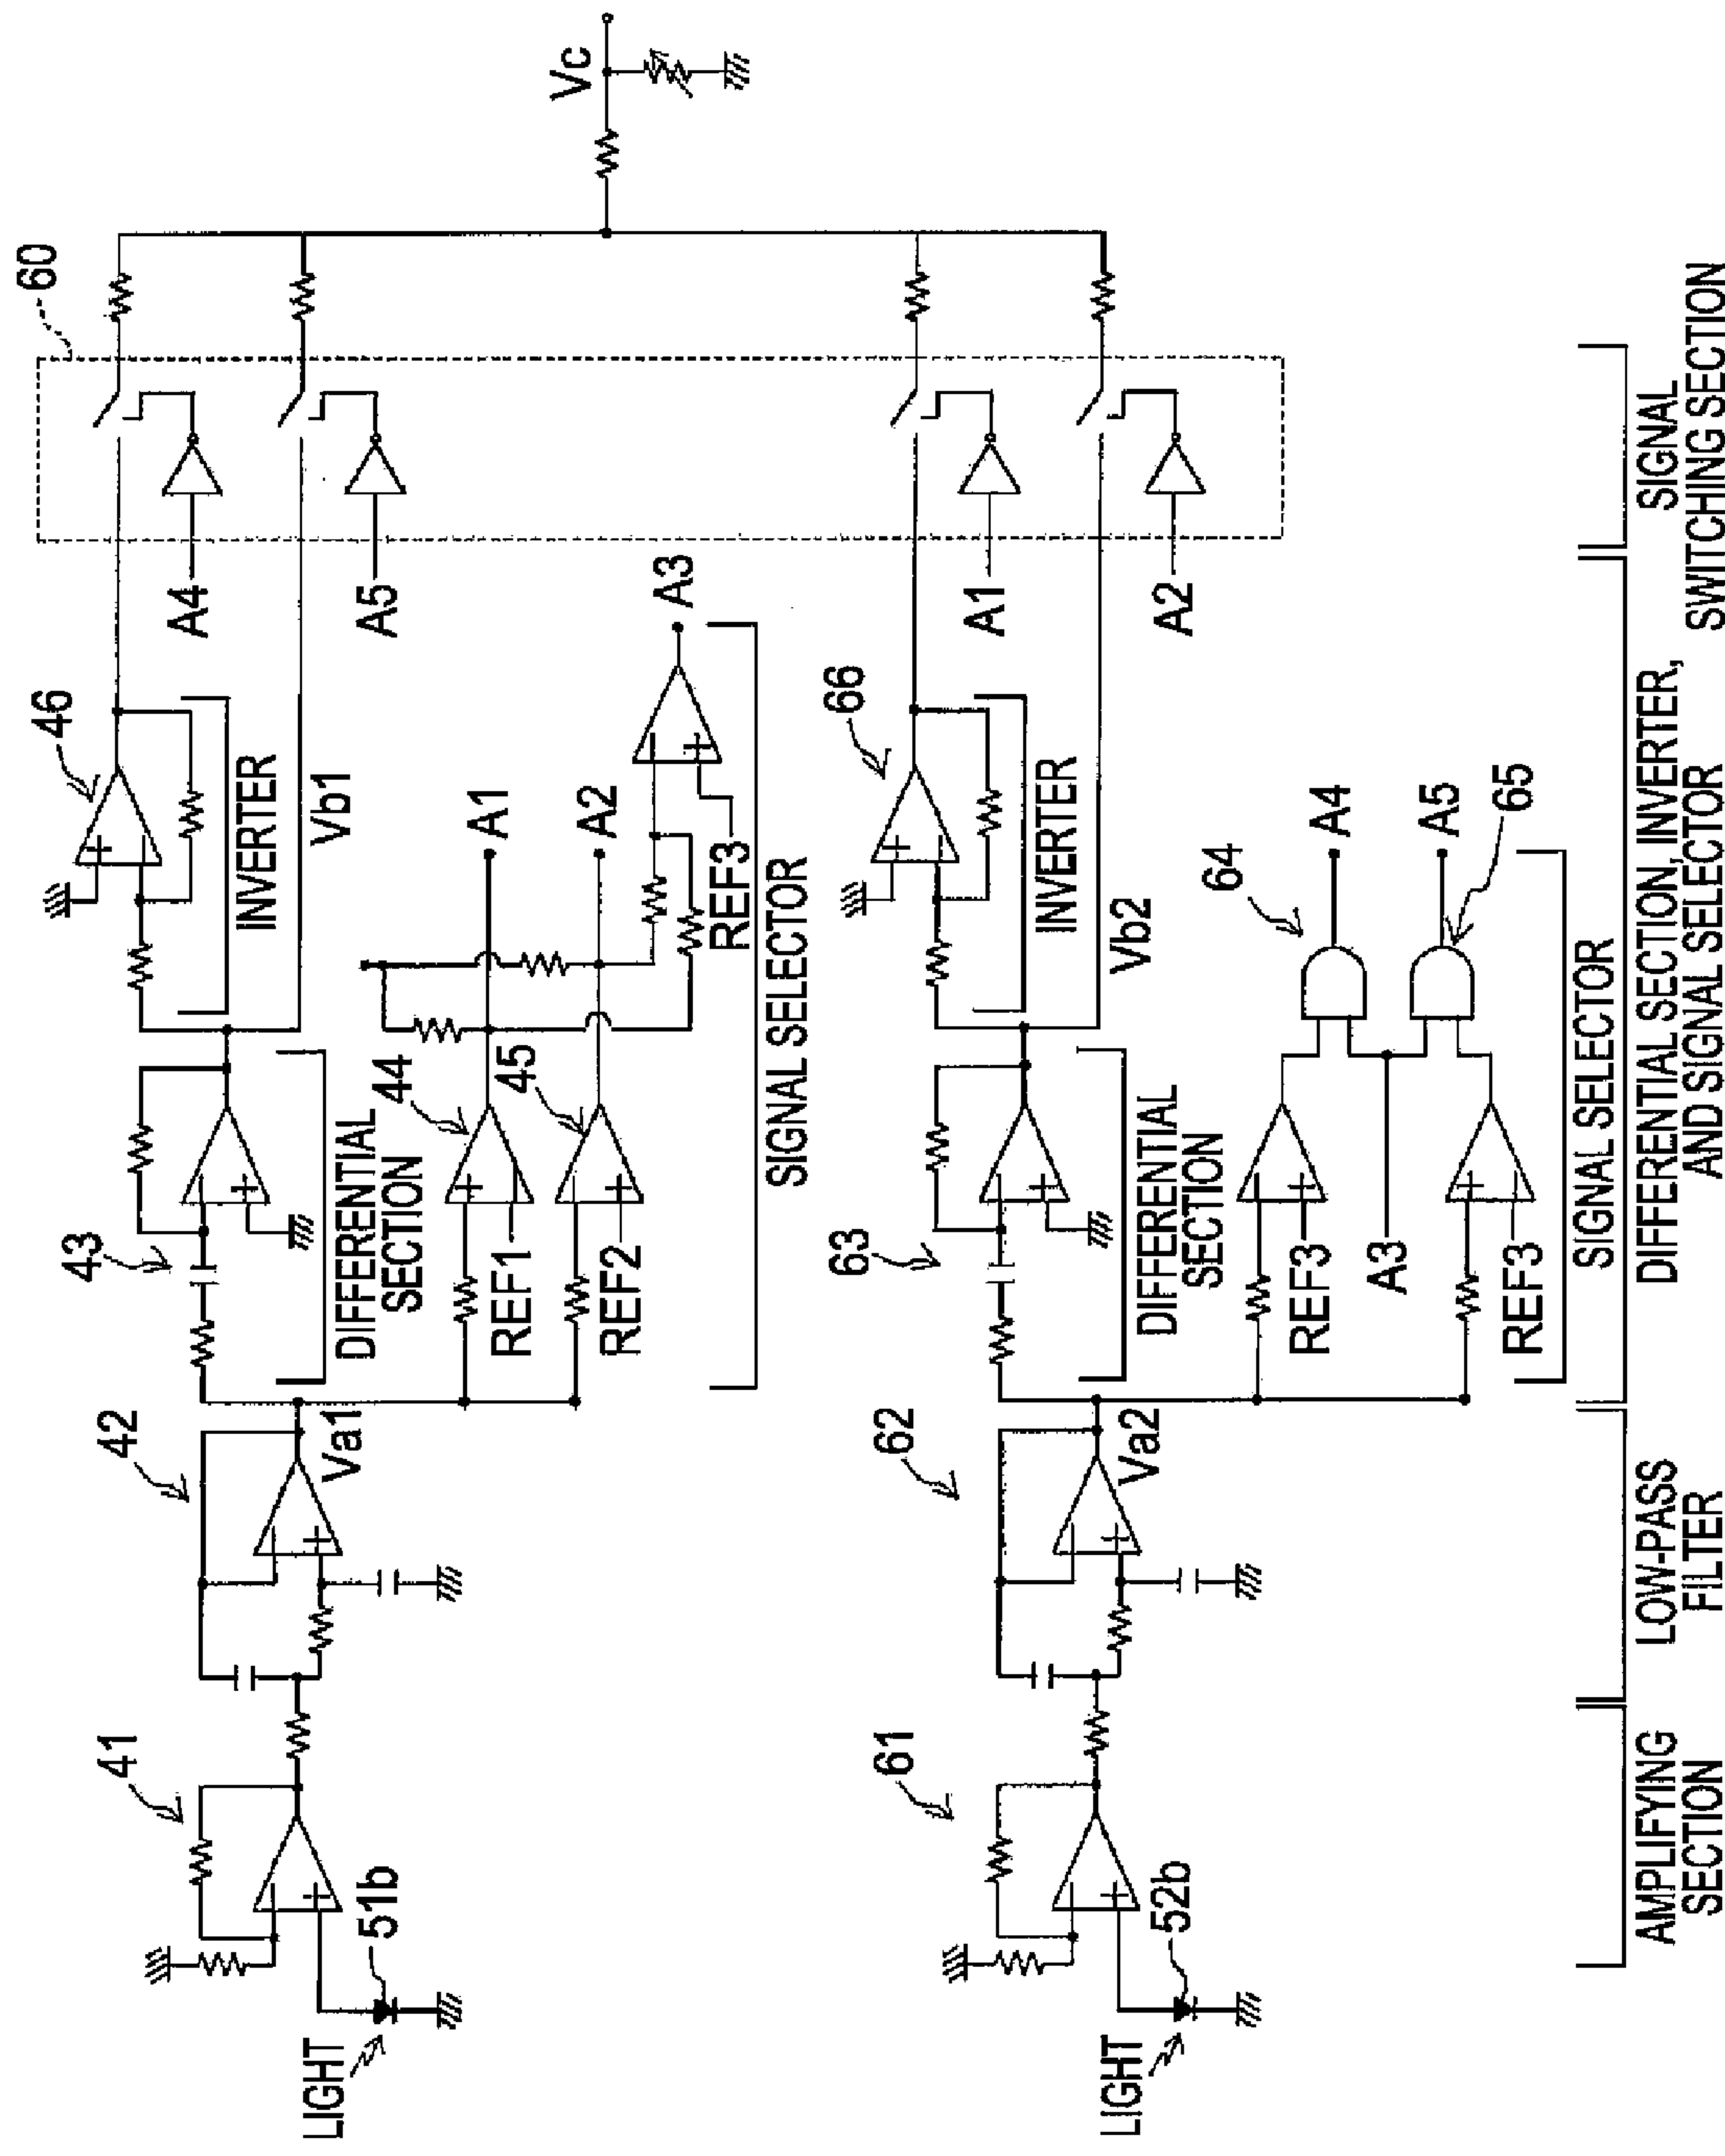 60
Vc
46
INVERTER
Vb1
A4
A5
43
DIFFERENTIAL
SECTION
42
Va1
41
51b
LIGHT
44
45
REF1
REF2
A1
A2
A3
REF3
SIGNAL SELECTOR
66
INVERTER
Vb2
A1
A2
63
DIFFERENTIAL
SECTION
62
Va2
61
52b
LIGHT
64
65
A4
A5
REF3
A3
REF3
SIGNAL SELECTOR
AMPLIFYING
SECTION
LOW-PASS
FILTER
DIFFERENTIAL SECTION, INVERTER,
AND SIGNAL SELECTOR
SIGNAL
SWITCHING SECTION